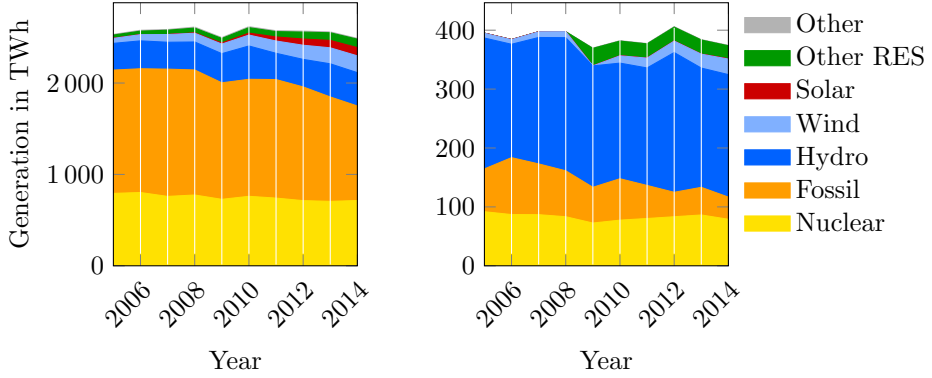 Generation in TWh
2 000
1 000
0
2006
2008
2010
2012
2014
Year
400
300
200
100
0
2006
2008
2010
2012
2014
Year
Other
Other RES
Solar
Wind
Hydro
Fossil
Nuclear